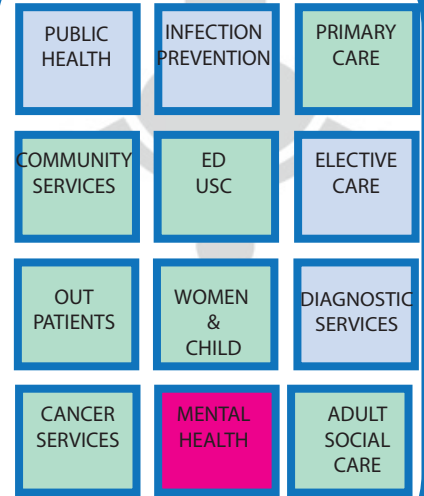 PUBLIC
HEALTH
INFECTION
PREVENTION
PRIMARY
CARE
COMMUNITY
SERVICES
ED
USC
ELECTIVE
CARE
OUT
PATIENTS
WOMEN
&
CHILD
DIAGNOSTIC
SERVICES
CANCER
SERVICES
MENTAL
HEALTH
ADULT
SOCIAL
CARE